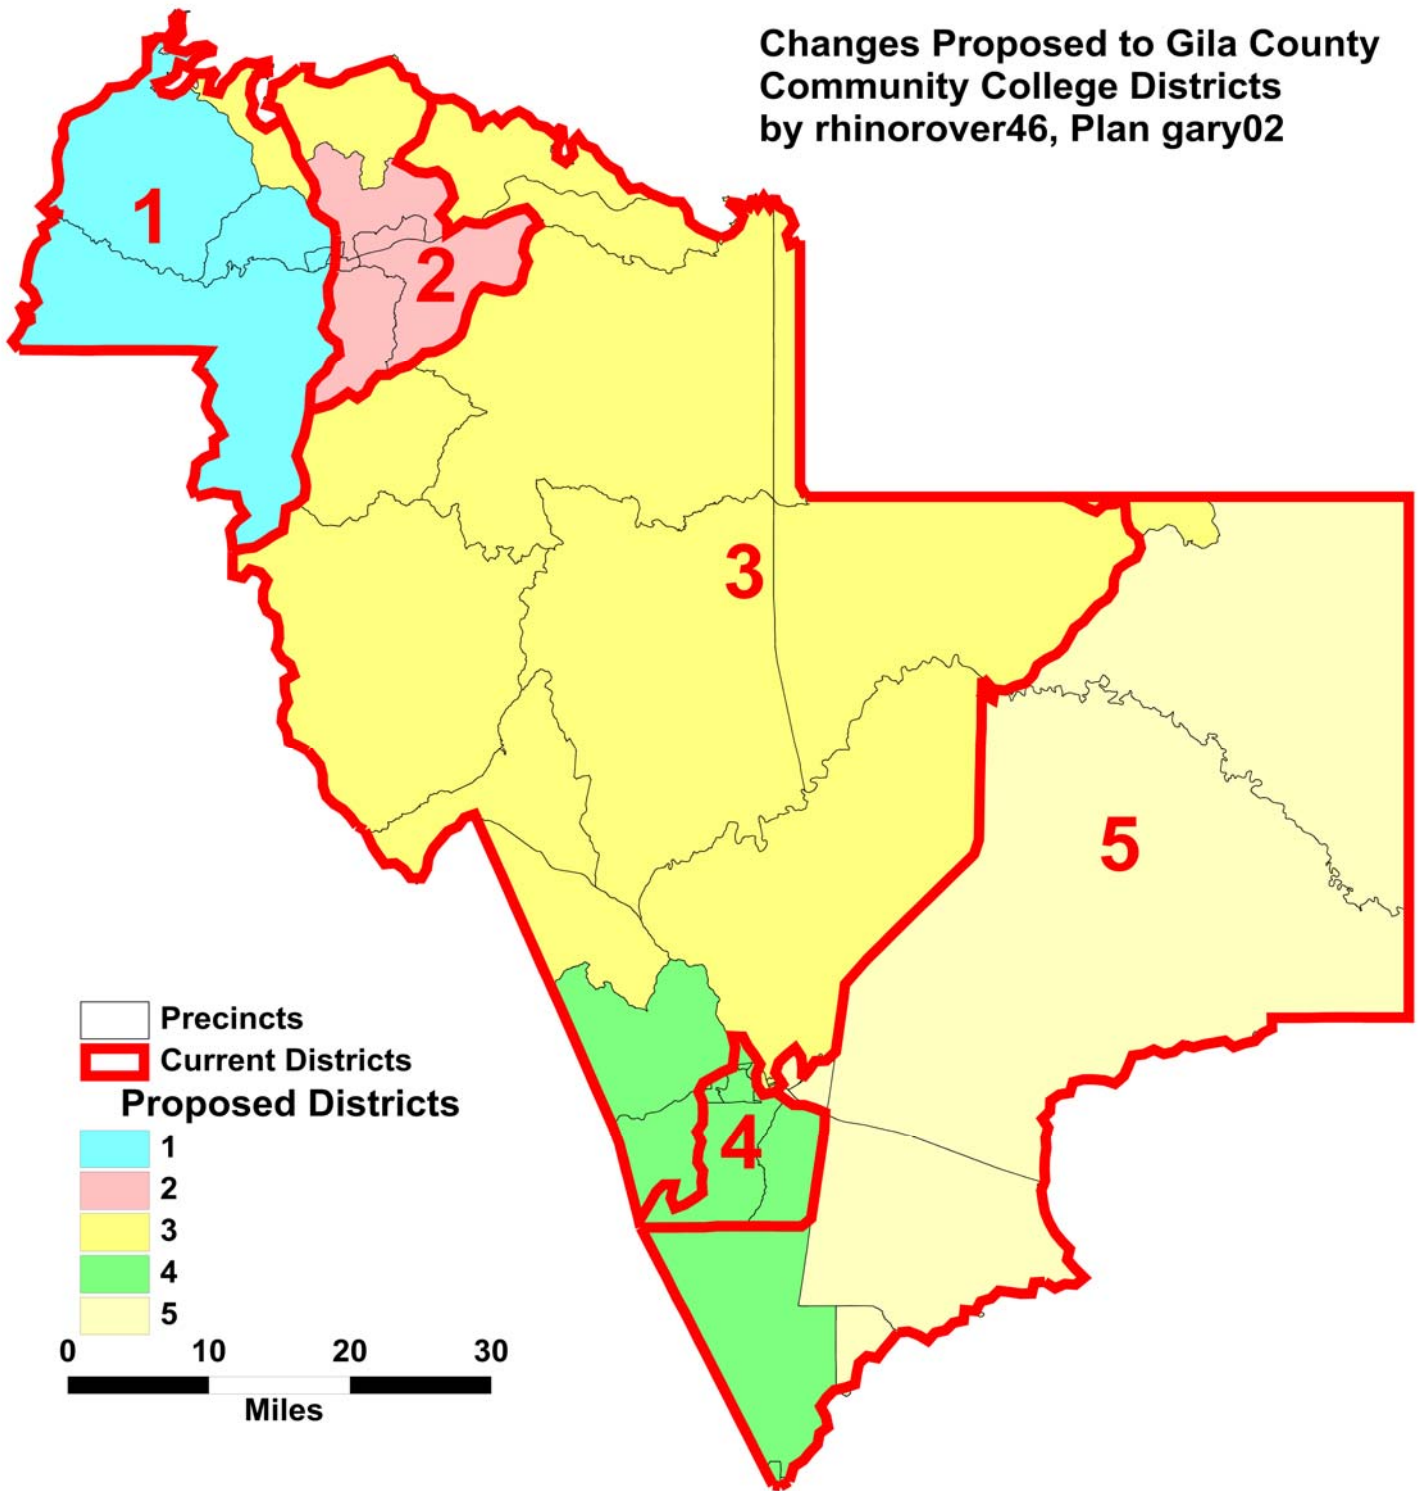 Changes Proposed to Gila County
Community College Districts
by rhinorover46, Plan gary02
1
2
3
5
4
Precincts
Current Districts
Proposed Districts
1
2
3
4
5
0 10 20 30
Miles